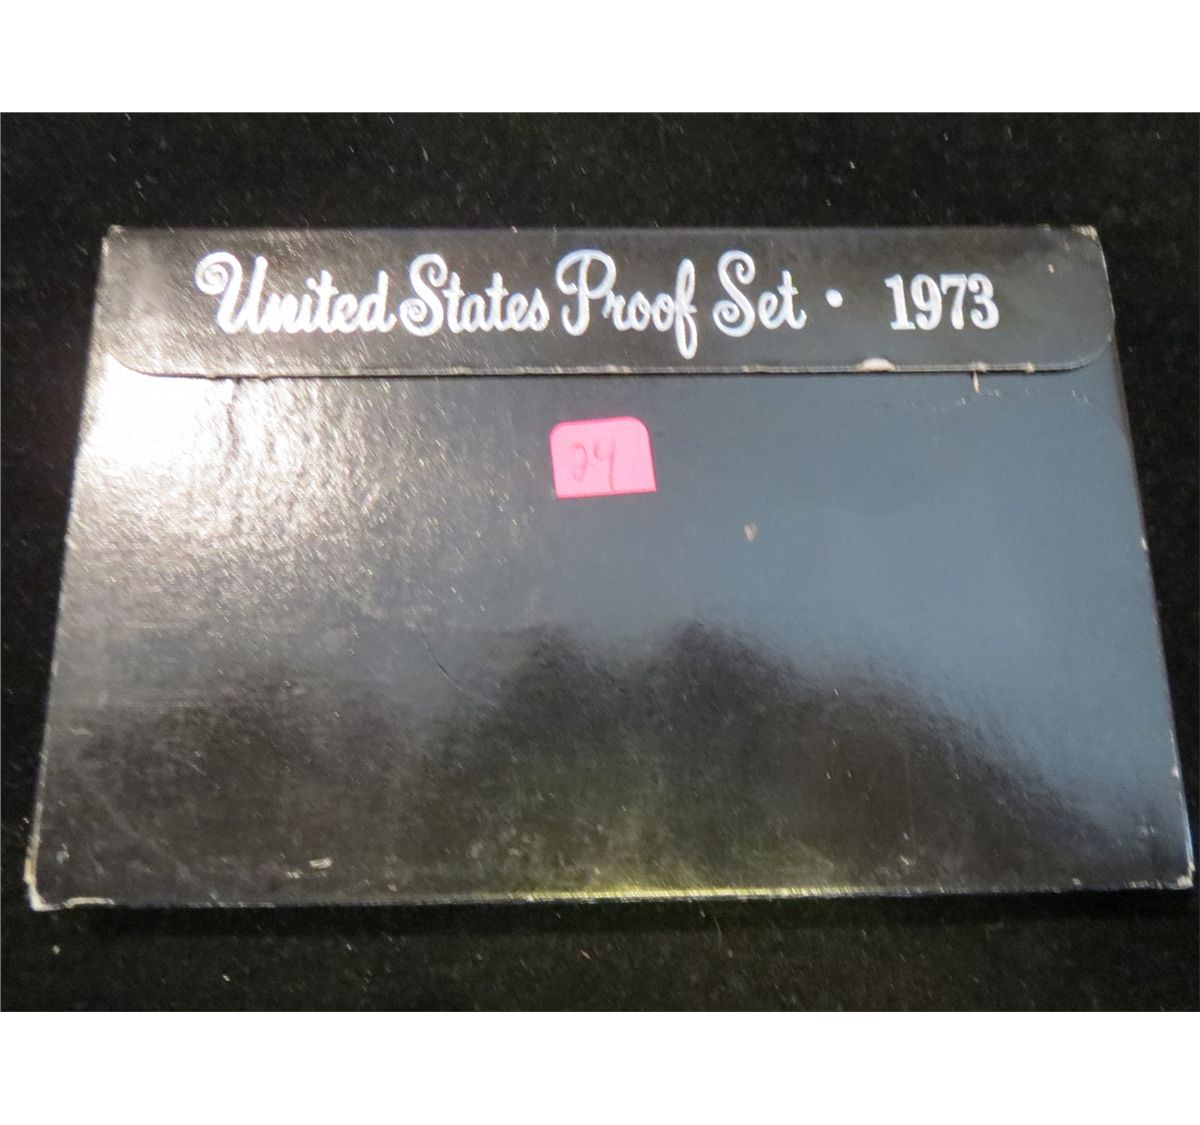 United States Proof Set • 1973
24